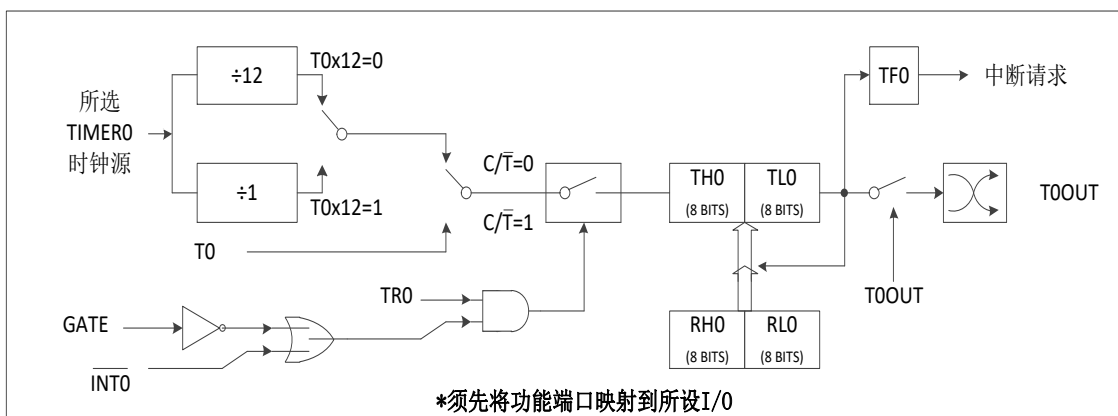 ÷12
T0x12=0
所选
TIMER0
时钟源
÷1
T0x12=1
T0
C/T̅=0
C/T̅=1
TR0
GATE
I̅N̅T̅0̅
TH0
(8 BITS)
TL0
(8 BITS)
RH0
(8 BITS)
RL0
(8 BITS)
TF0
中断请求
T0OUT
T0OUT
*须先将功能端口映射到所设I/0